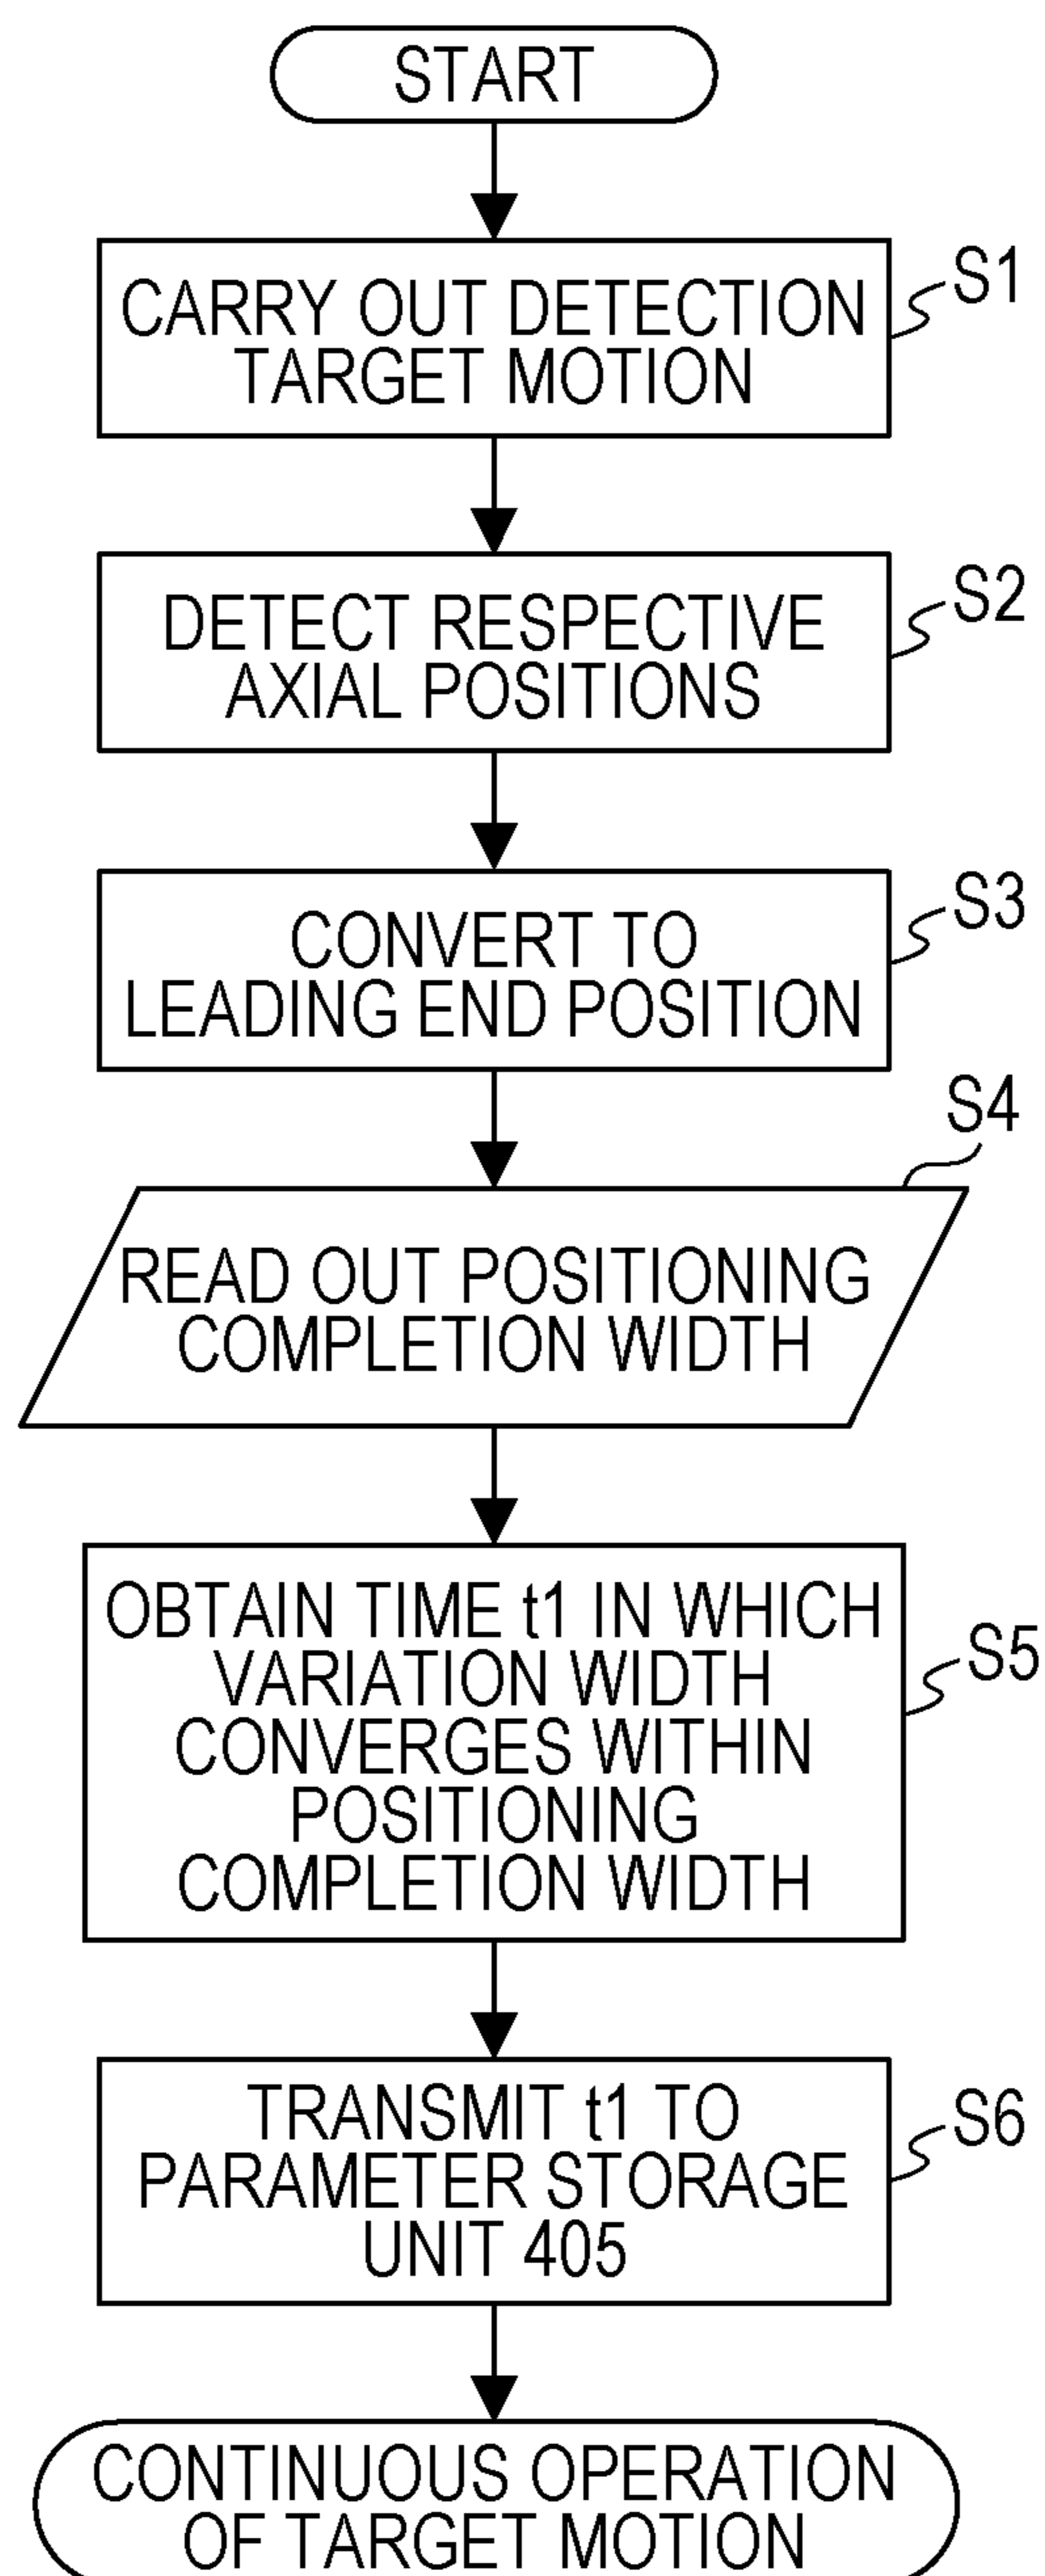 START
CARRY OUT DETECTION
TARGET MOTION
S1
DETECT RESPECTIVE
AXIAL POSITIONS
S2
CONVERT TO
LEADING END POSITION
S3
READ OUT POSITIONING
COMPLETION WIDTH
S4
OBTAIN TIME t1 IN WHICH
VARIATION WIDTH
CONVERGES WITHIN
POSITIONING
COMPLETION WIDTH
S5
TRANSMIT t1 TO
PARAMETER STORAGE
UNIT 405
S6
CONTINUOUS OPERATION
OF TARGET MOTION